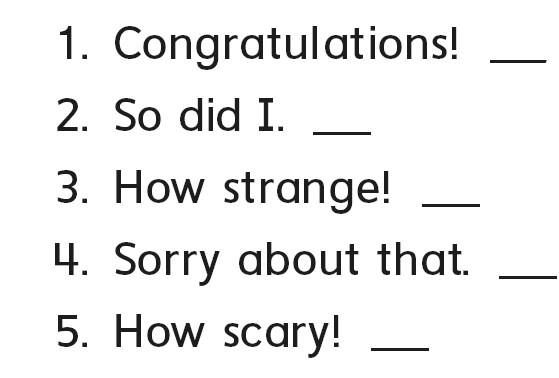 1. Congratulations! ___
2. So did I. ___
3. How strange! ___
4. Sorry about that. ___
5. How scary! ___